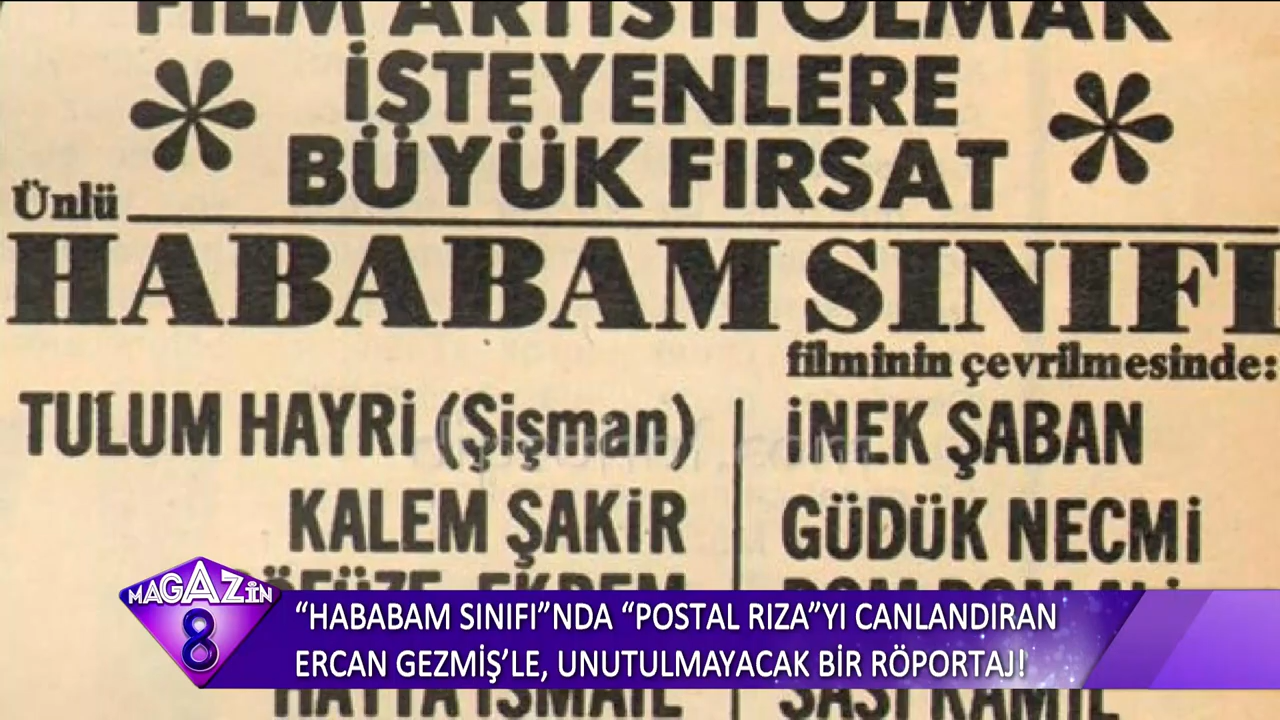 FİLM ARTİSTİ OLMAK
İSTEYENLERE
BÜYÜK FIRSAT
Ünlü
HABABAM SINIFI
filminin çevrilmesinde:
TULUM HAYRİ (Şişman)
KALEM ŞAKİR
İNEK ŞABAN
GÜDÜK NECMİ
MAGAZİN
8
“HABABAM SINIFI”NDA “POSTAL RIZA”YI CANLANDIRAN
ERCAN GEZMİŞ’LE, UNUTULMAYACAK BİR RÖPORTAJ!